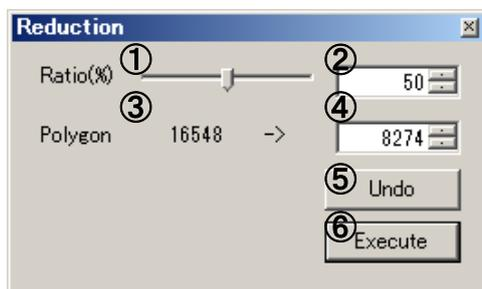 Reduction
① ②
Ratio(%) 50
③ ④
Polygon 16548 -> 8274
⑤ Undo
⑥ Execute